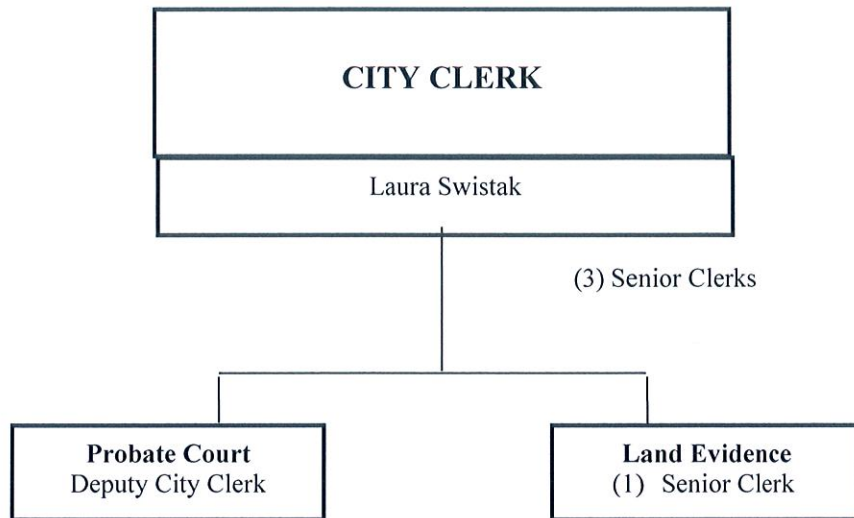 CITY CLERK
Laura Swistak
(3) Senior Clerks
Probate Court
Deputy City Clerk
Land Evidence
(1) Senior Clerk